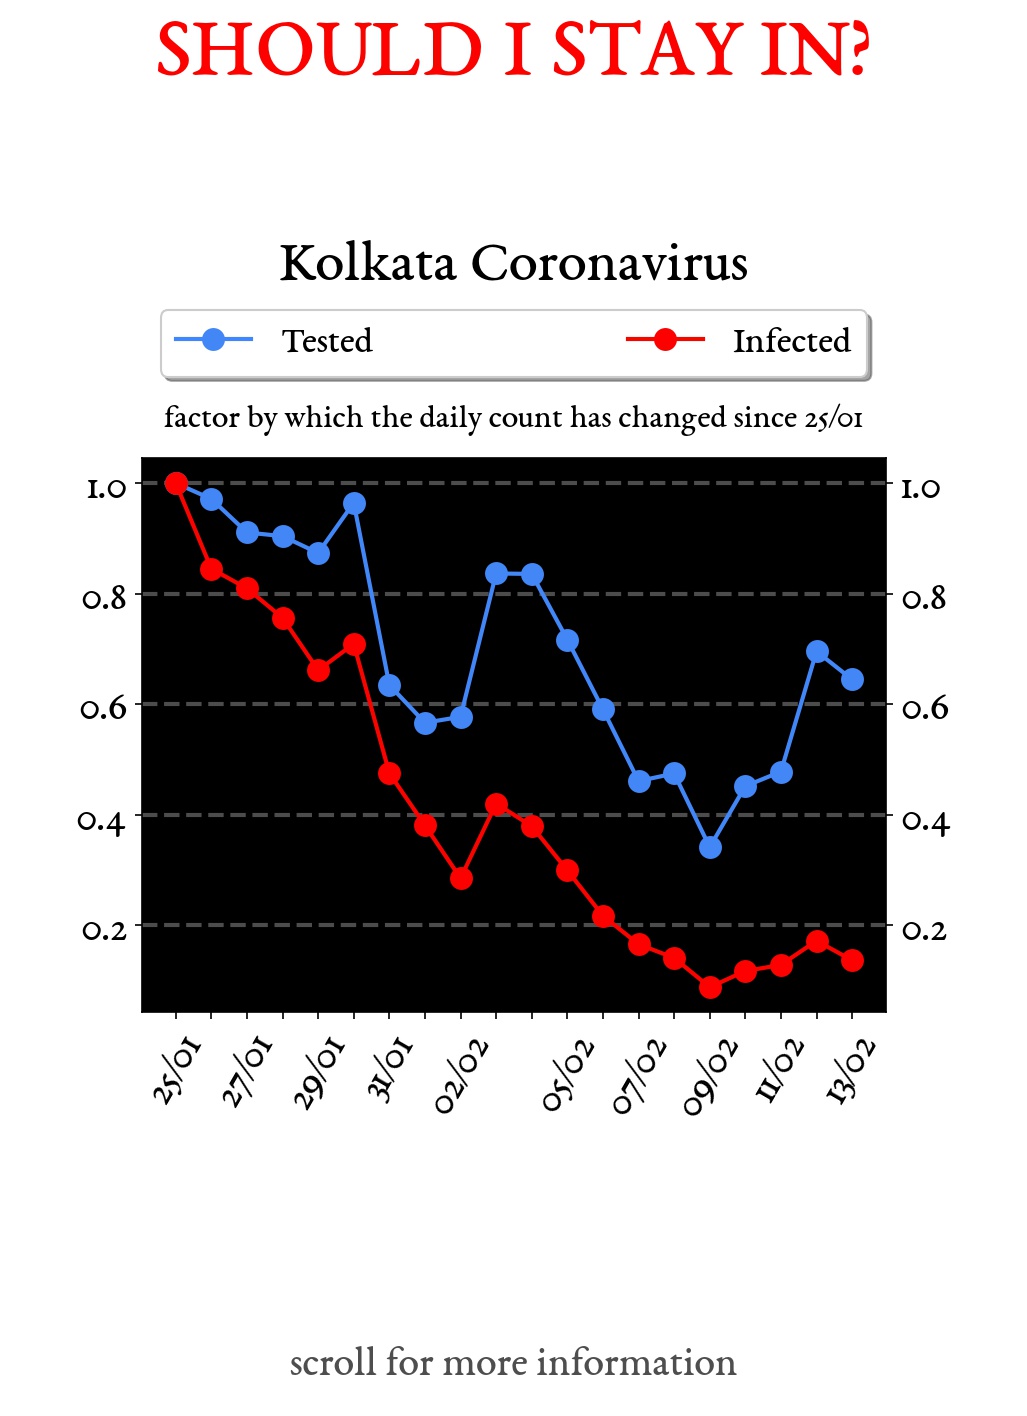 SHOULD I STAY IN?
Kolkata Coronavirus
Tested Infected
factor by which the daily count has changed since 25/01
1.0 1.0
0.8 0.8
0.6 0.6
0.4 0.4
0.2 0.2
25/01 27/01 29/01 31/01 02/02 05/02 07/02 09/02 11/02 13/02
scroll for more information